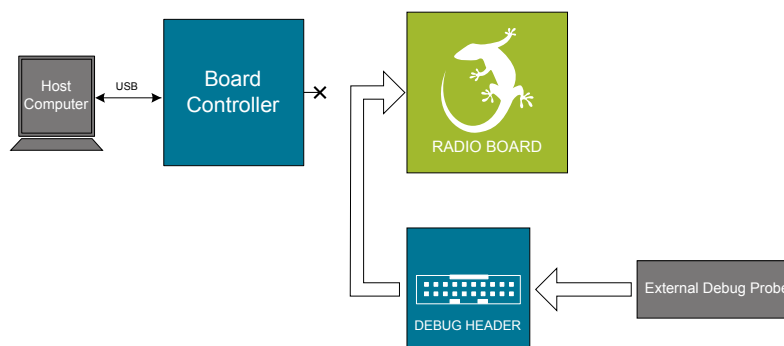 Host
Computer
USB
Board
Controller
RADIO BOARD
DEBUG HEADER
External Debug Probe